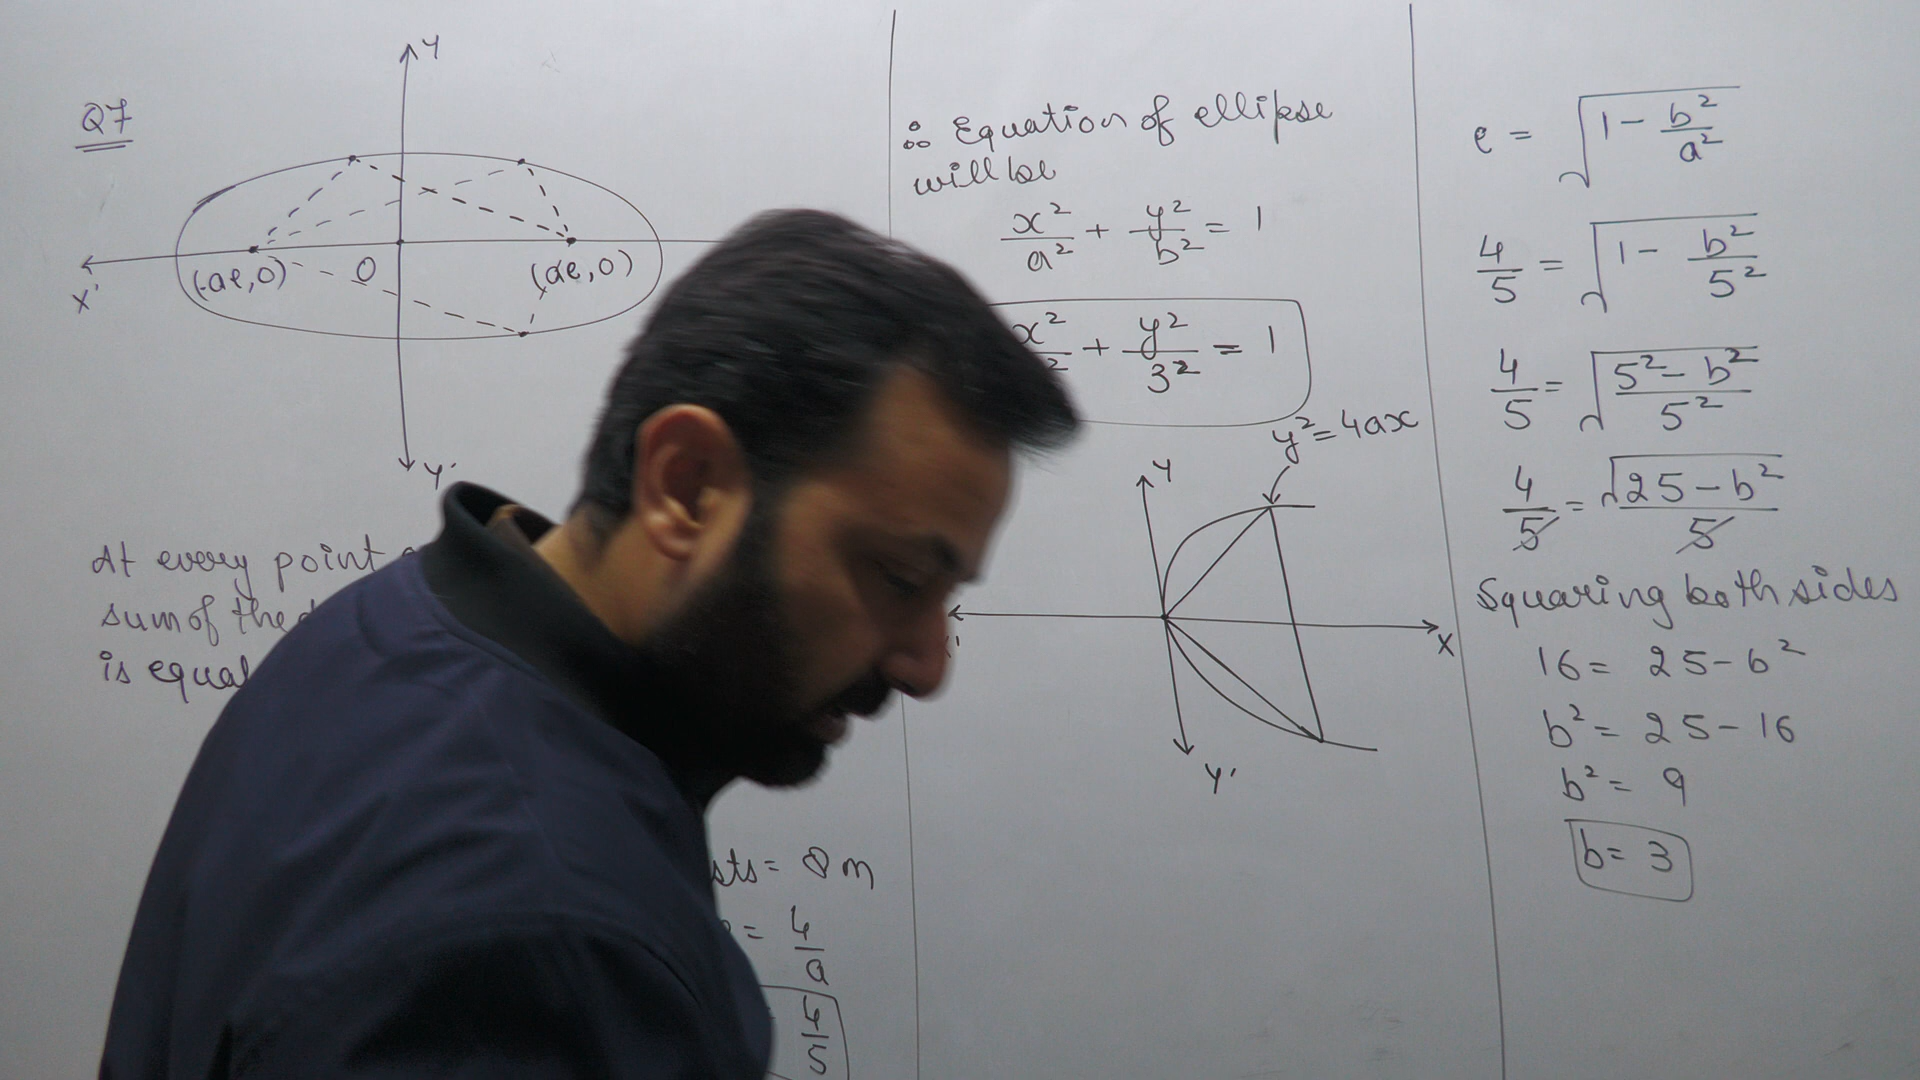 Q7
Y
(-ae,0) O (ae,0)
X'
Y'
At every point
sum of the
is equal
= 8 m
= 4/a
4/5
∴ Equation of ellipse
will be
x²/a² + y²/b² = 1
x²/ ² + y²/3² = 1
y² = 4ax
Y
X
Y'
e = √(1 - b²/a²)
4/5 = √(1 - b²/5²)
4/5 = √((5² - b²)/5²)
4/5 = √(25 - b²)/5
Squaring both sides
16 = 25 - b²
b² = 25 - 16
b² = 9
b = 3